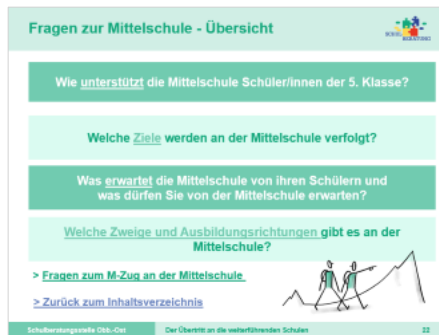 Fragen zur Mittelschule - Übersicht
SCHUL BERATUNG
Wie unterstützt die Mittelschule Schüler/innen der 5. Klasse?
Welche Ziele werden an der Mittelschule verfolgt?
Was erwartet die Mittelschule von ihren Schülern und
was dürfen Sie von der Mittelschule erwarten?
Welche Zweige und Ausbildungsrichtungen gibt es an der
Mittelschule?
> Fragen zum M-Zug an der Mittelschule
> Zurück zum Inhaltsverzeichnis
Schulberatungsstelle Obb.-Ost
Der Übertritt an die weiterführenden Schulen
22